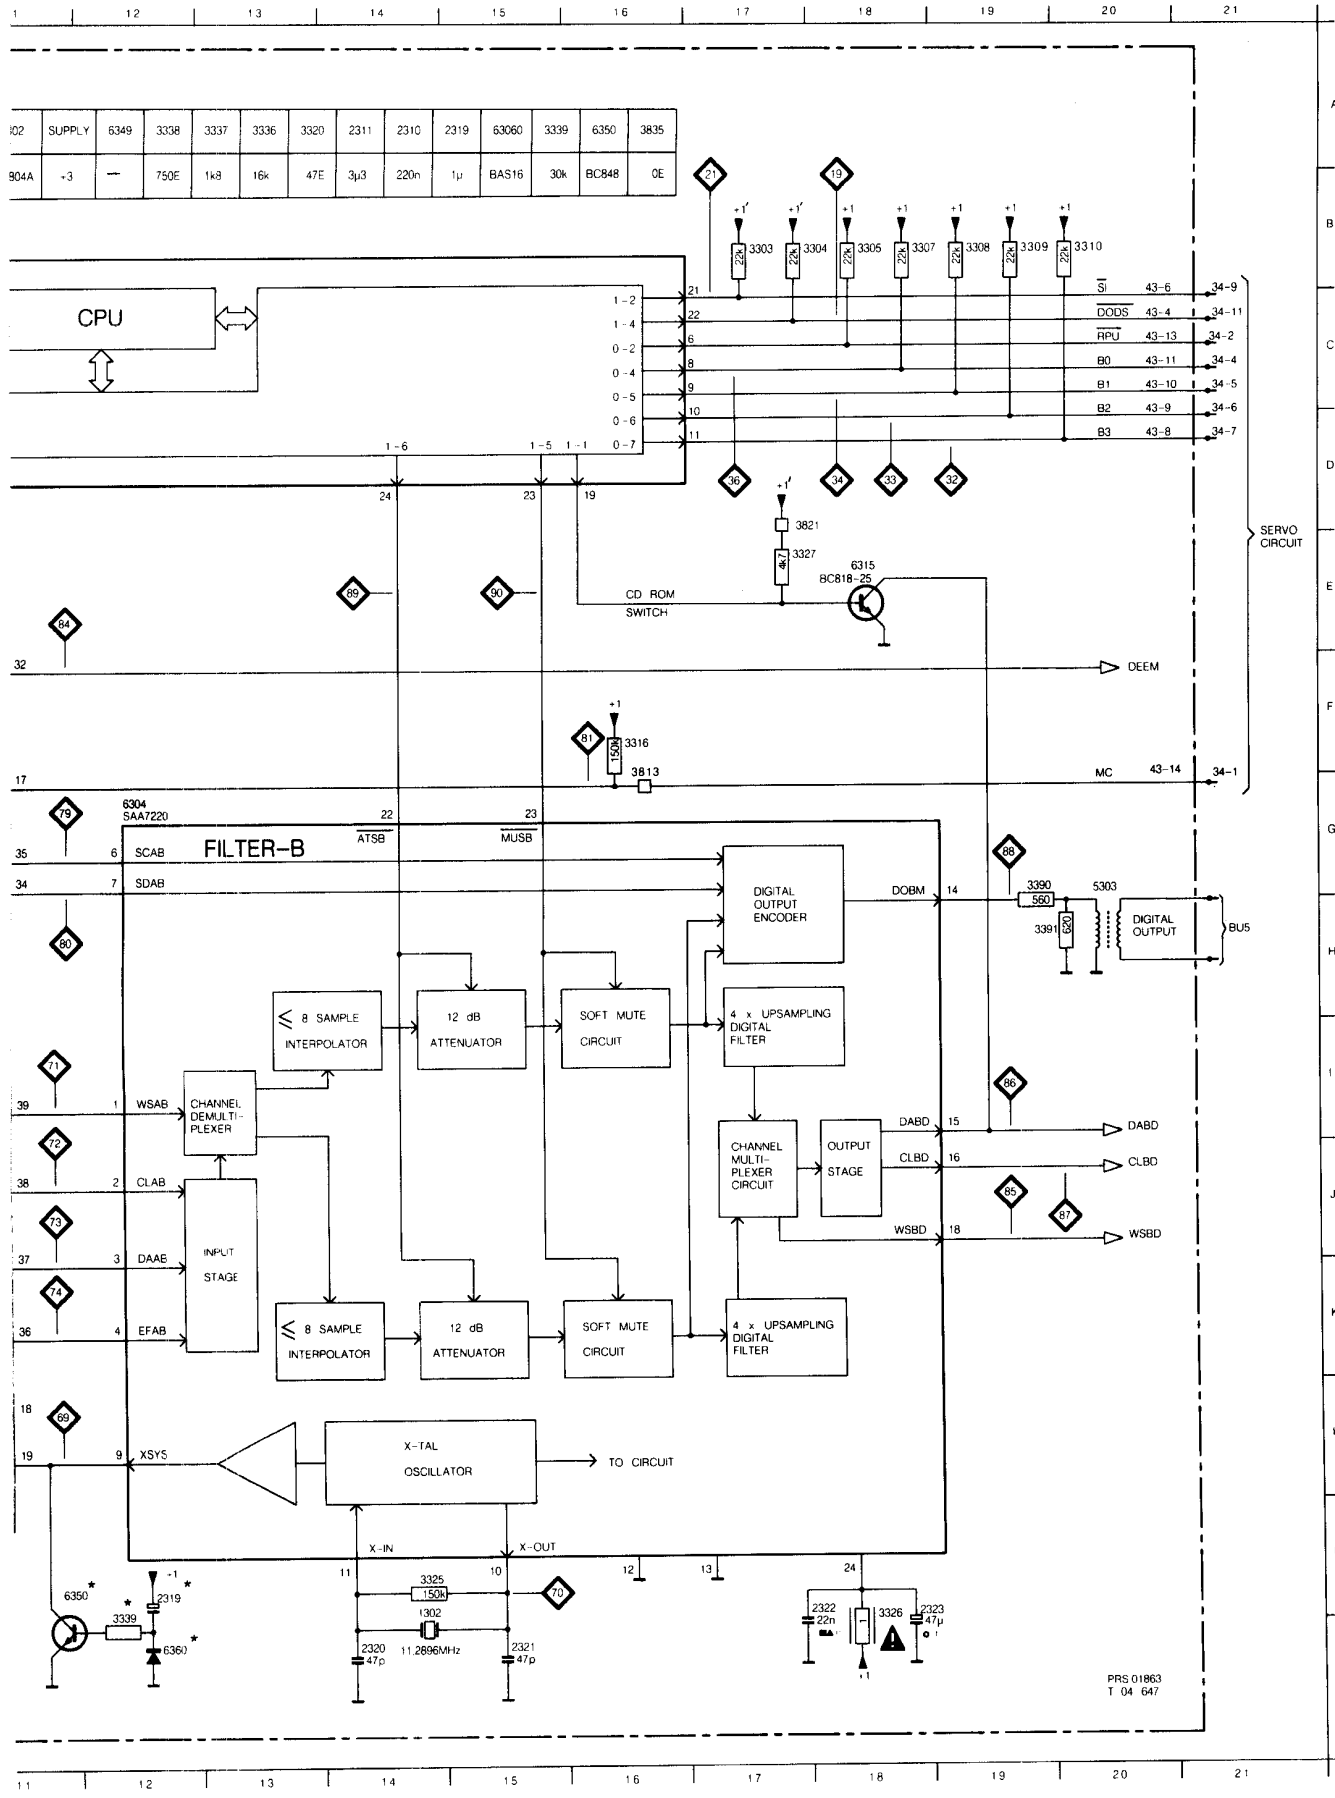 1 12 13 14 15 16 17 18 19 20 21
302 SUPPLY 6349 3338 3337 3336 3320 2311 2310 2319 63060 3339 6350 3835
804A +3 — 750E 1k8 16k 47E 3µ3 220n 1µ BAS16 30k BC848 0E
A
21 19
+1' +1' +1 +1 +1 +1 +1
B
22k 3303 22k 3304 22k 3305 22k 3307 22k 3308 22k 3309 22k 3310
CPU
1-2 21 SI 43-6 34-9
1-4 22 DODS 43-4 34-11
0-2 6 RPU 43-13 34-2
C
0-4 8 B0 43-11 34-4
0-5 9 B1 43-10 34-5
0-6 10 B2 43-9 34-6
1-6 1-5 1-1 0-7 11 B3 43-8 34-7
D
36 34 33 32
24 23 19
+1'
3821
SERVO
CIRCUIT
4k7 3327
6315
BC818-25
E
89 90
CD ROM
SWITCH
84
32 DEEM
+1
F
81 150k 3316
3813
17 MC 43-14 34-1
79
6304
SAA7220
22 23
G
FILTER-B
ATSB MUSB
35 6 SCAB
88
34 7 SDAB
DIGITAL
OUTPUT
ENCODER
DOBM 14
3390
560
3391 620
5303
DIGITAL
OUTPUT
BU5
80
H
≤ 8 SAMPLE
INTERPOLATOR
12 dB
ATTENUATOR
SOFT MUTE
CIRCUIT
4 x UPSAMPLING
DIGITAL
FILTER
71
I
86
39 1 WSAB
CHANNEL
DEMULTI-
PLEXER
72
DABD 15 DABD
CHANNEL
MULTI-
PLEXER
CIRCUIT
OUTPUT
STAGE
CLBD 16 CLBD
38 2 CLAB
J
85 87
73
WSBD 18 WSBD
INPUT
STAGE
37 3 DAAB
74
K
36 4 EFAB
≤ 8 SAMPLE
INTERPOLATOR
12 dB
ATTENUATOR
SOFT MUTE
CIRCUIT
4 x UPSAMPLING
DIGITAL
FILTER
18
69
19 9 XSYS
X-TAL
OSCILLATOR
TO CIRCUIT
X-IN X-OUT
11 10 12 13 24
6350 *
* 3339
2319 *
6360 *
3325
150k
70
1302
11,2896MHz
2320
47p
2321
47p
2322
22n
1 3326
2323
47µ
PRS 01863
T 04 647
11 12 13 14 15 16 17 18 19 20 21